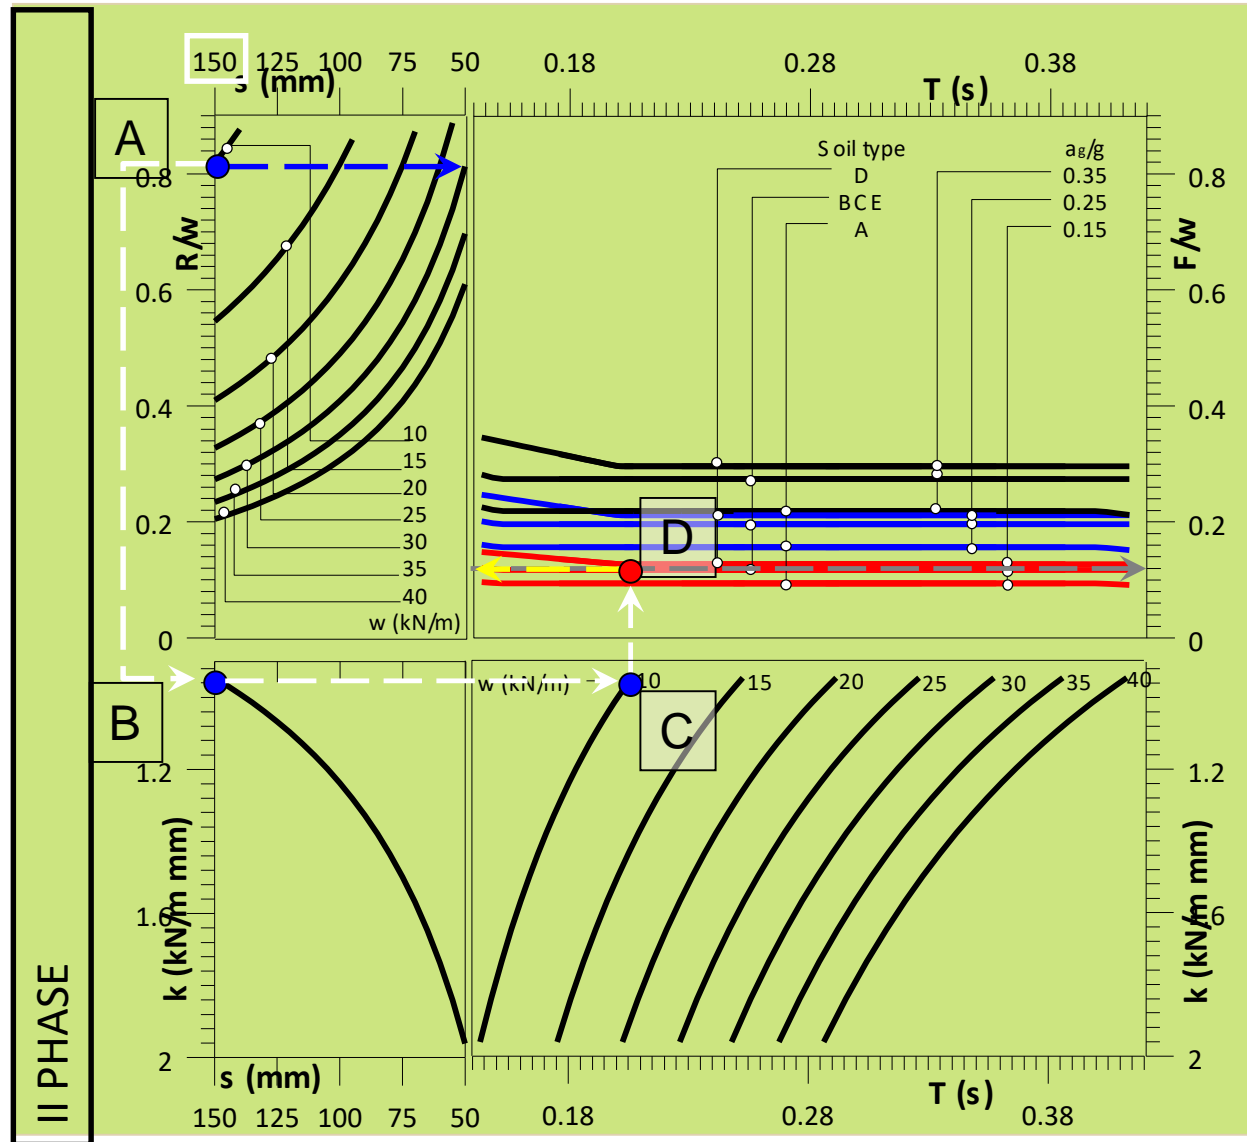 150 125 100 75 50 0.18 0.28 0.38
s (mm) T (s)
A
Soil type ag/g
D 0.35
BCE 0.25
A 0.15
0.8 0.8
R/w F/w
0.6 0.6
0.4 0.4
10
15
20
25
30
35
40
w (kN/m)
0.2 0.2
D
0 0
w (kN/m) 10 15 20 25 30 35 40
B
C
1.2 1.2
k (kN/m mm) k (kN/m mm)
1.6 1.6
2 2
s (mm) T (s)
150 125 100 75 50 0.18 0.28 0.38
II PHASE